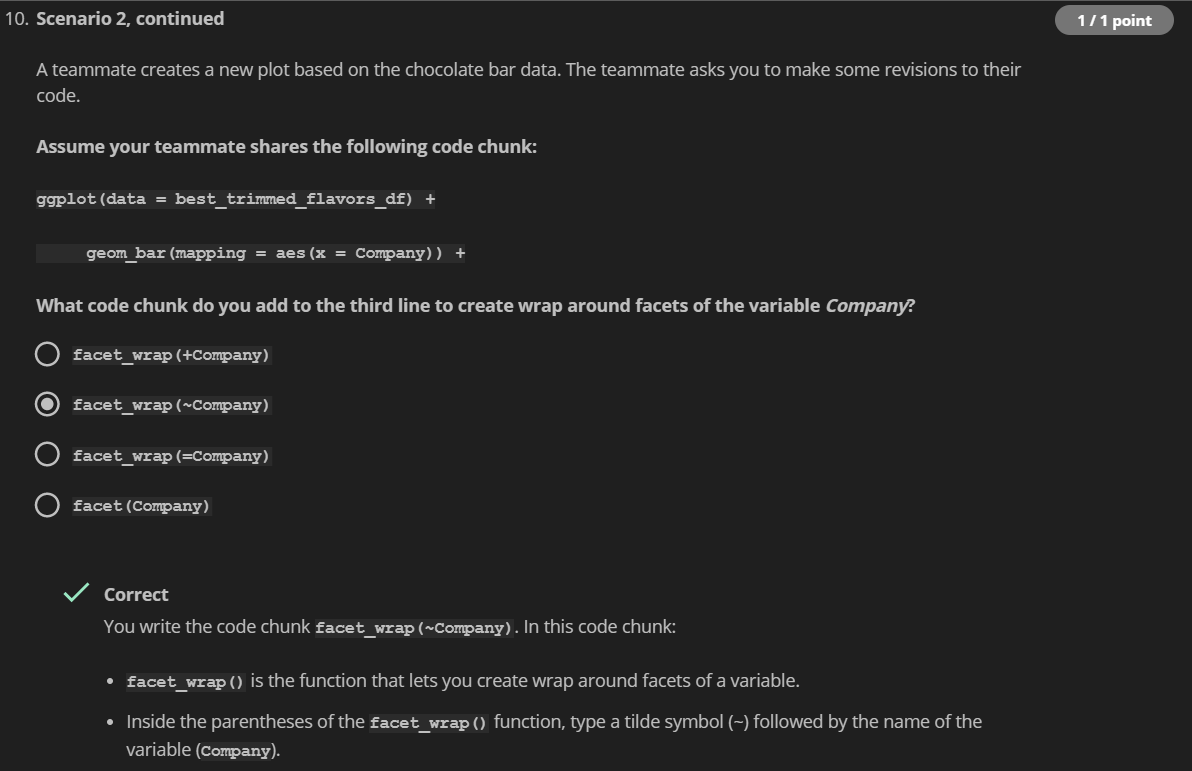 10. Scenario 2, continued
1 / 1 point
A teammate creates a new plot based on the chocolate bar data. The teammate asks you to make some revisions to their
code.
Assume your teammate shares the following code chunk:
ggplot(data = best_trimmed_flavors_df) +
geom_bar(mapping = aes(x = Company)) +
What code chunk do you add to the third line to create wrap around facets of the variable Company?
facet_wrap(+Company)
facet_wrap(~Company)
facet_wrap(=Company)
facet(Company)
Correct
You write the code chunk facet_wrap(~Company). In this code chunk:
• facet_wrap() is the function that lets you create wrap around facets of a variable.
• Inside the parentheses of the facet_wrap() function, type a tilde symbol (~) followed by the name of the
variable (Company).